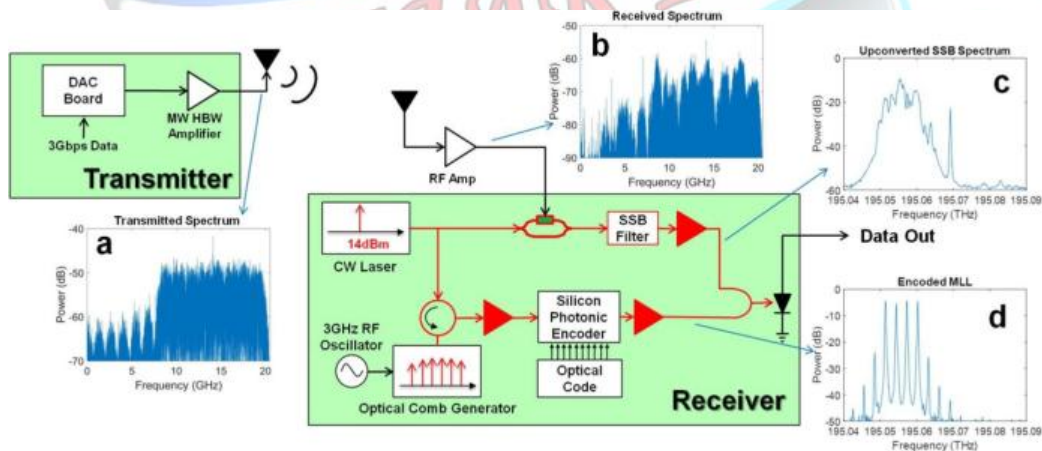 DAC
Board
3Gbps Data
MW HBW
Amplifier
Transmitter
Transmitted Spectrum
a
Power (dB)
-40
-50
-60
-70
0 5 10 15 20
Frequency (GHz)
RF Amp
Received Spectrum
b
Power (dB)
-50
-60
-70
-80
-90
0 5 10 15 20
Frequency (GHz)
Upconverted SSB Spectrum
c
Power (dB)
0
-20
-40
-60
195.04 195.05 195.06 195.07 195.08 195.09
Frequency (THz)
14dBm
CW Laser
SSB
Filter
Data Out
3GHz RF
Oscillator
Optical Comb Generator
Silicon
Photonic
Encoder
Optical
Code
Receiver
Encoded MLL
d
Power (dB)
0
-10
-20
-30
-40
-50
195.04 195.05 195.06 195.07 195.08 195.09
Frequency (THz)